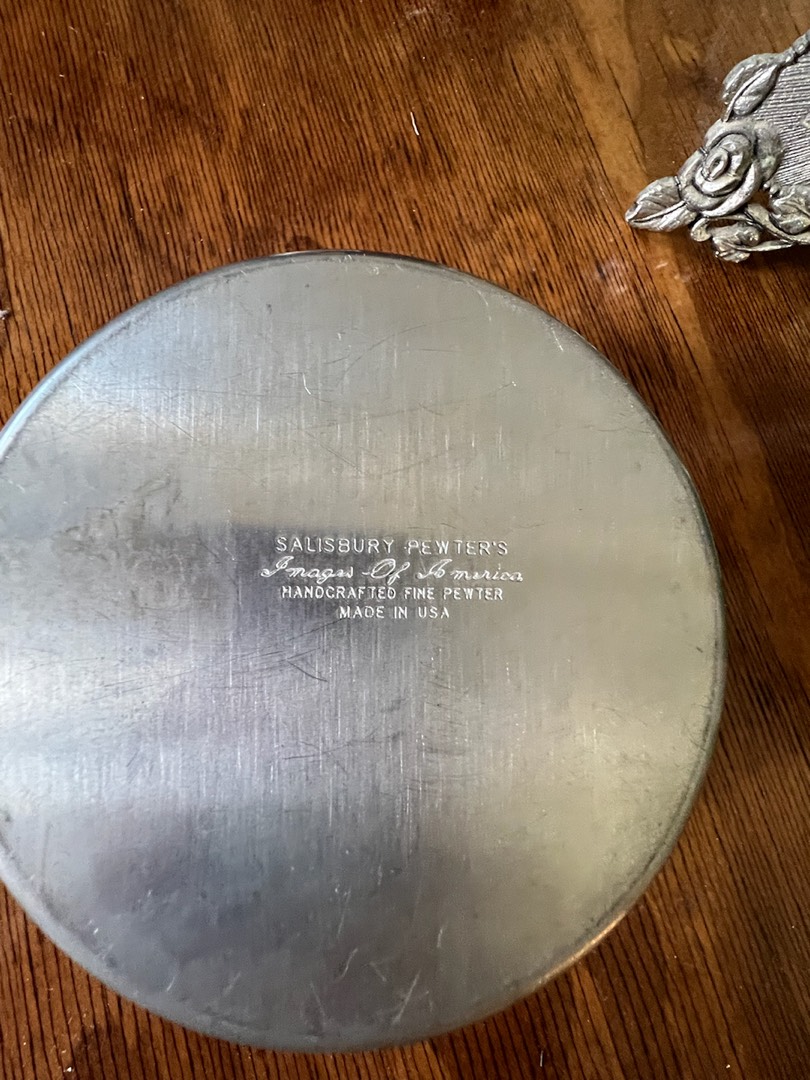 SALISBURY PEWTER'S
Images Of America
HANDCRAFTED FINE PEWTER
MADE IN USA